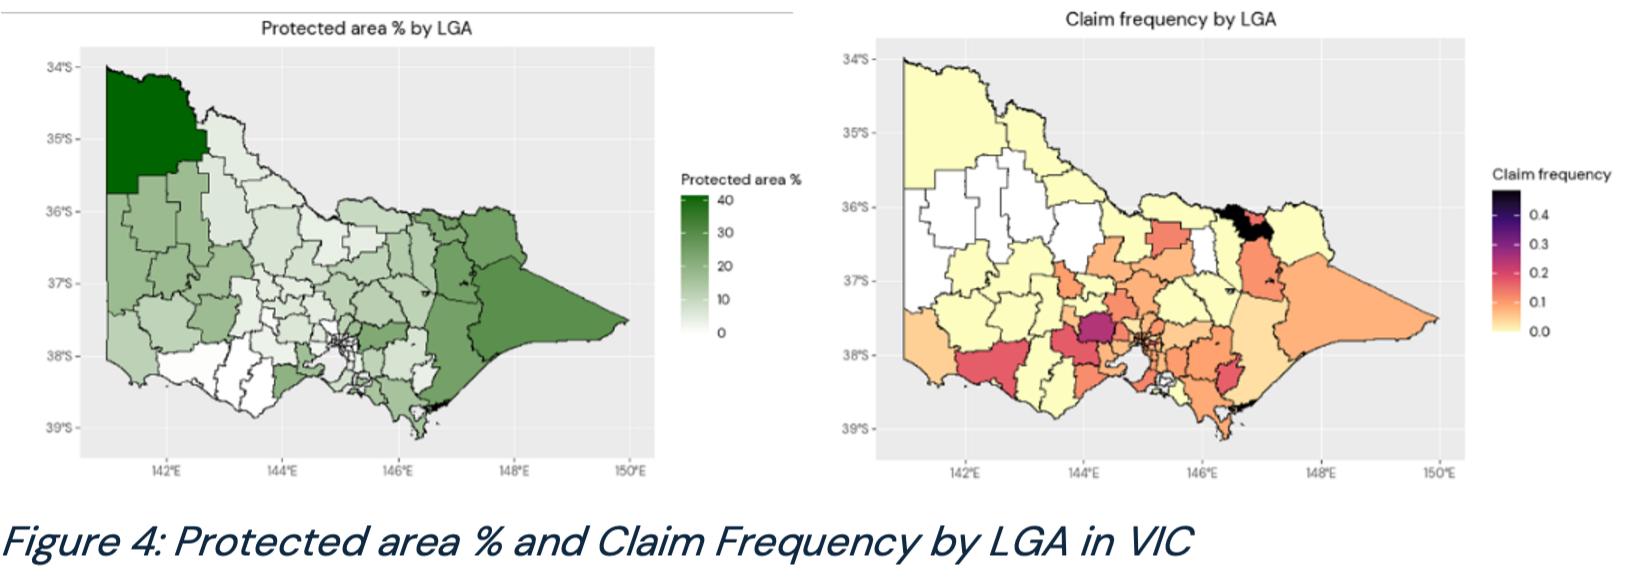 Protected area % by LGA
34°S
35°S
36°S
37°S
38°S
39°S
142°E
144°E
146°E
148°E
150°E
Protected area %
40
30
20
10
0
Claim frequency by LGA
34°S
35°S
36°S
37°S
38°S
39°S
142°E
144°E
146°E
148°E
150°E
Claim frequency
0.4
0.3
0.2
0.1
0.0
Figure 4: Protected area % and Claim Frequency by LGA in VIC